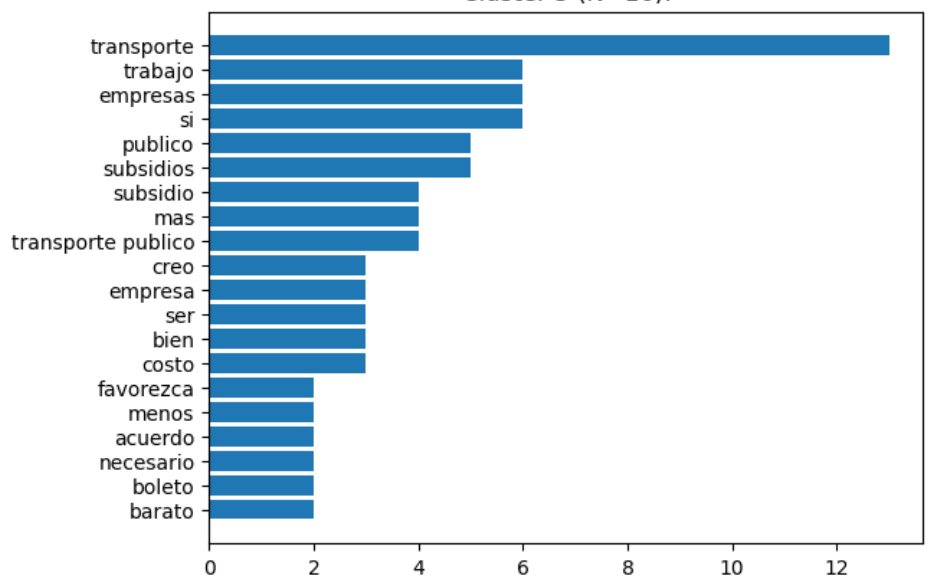 transporte
trabajo
empresas
si
publico
subsidios
subsidio
mas
transporte publico
creo
empresa
ser
bien
costo
favorezca
menos
acuerdo
necesario
boleto
barato
0 2 4 6 8 10 12